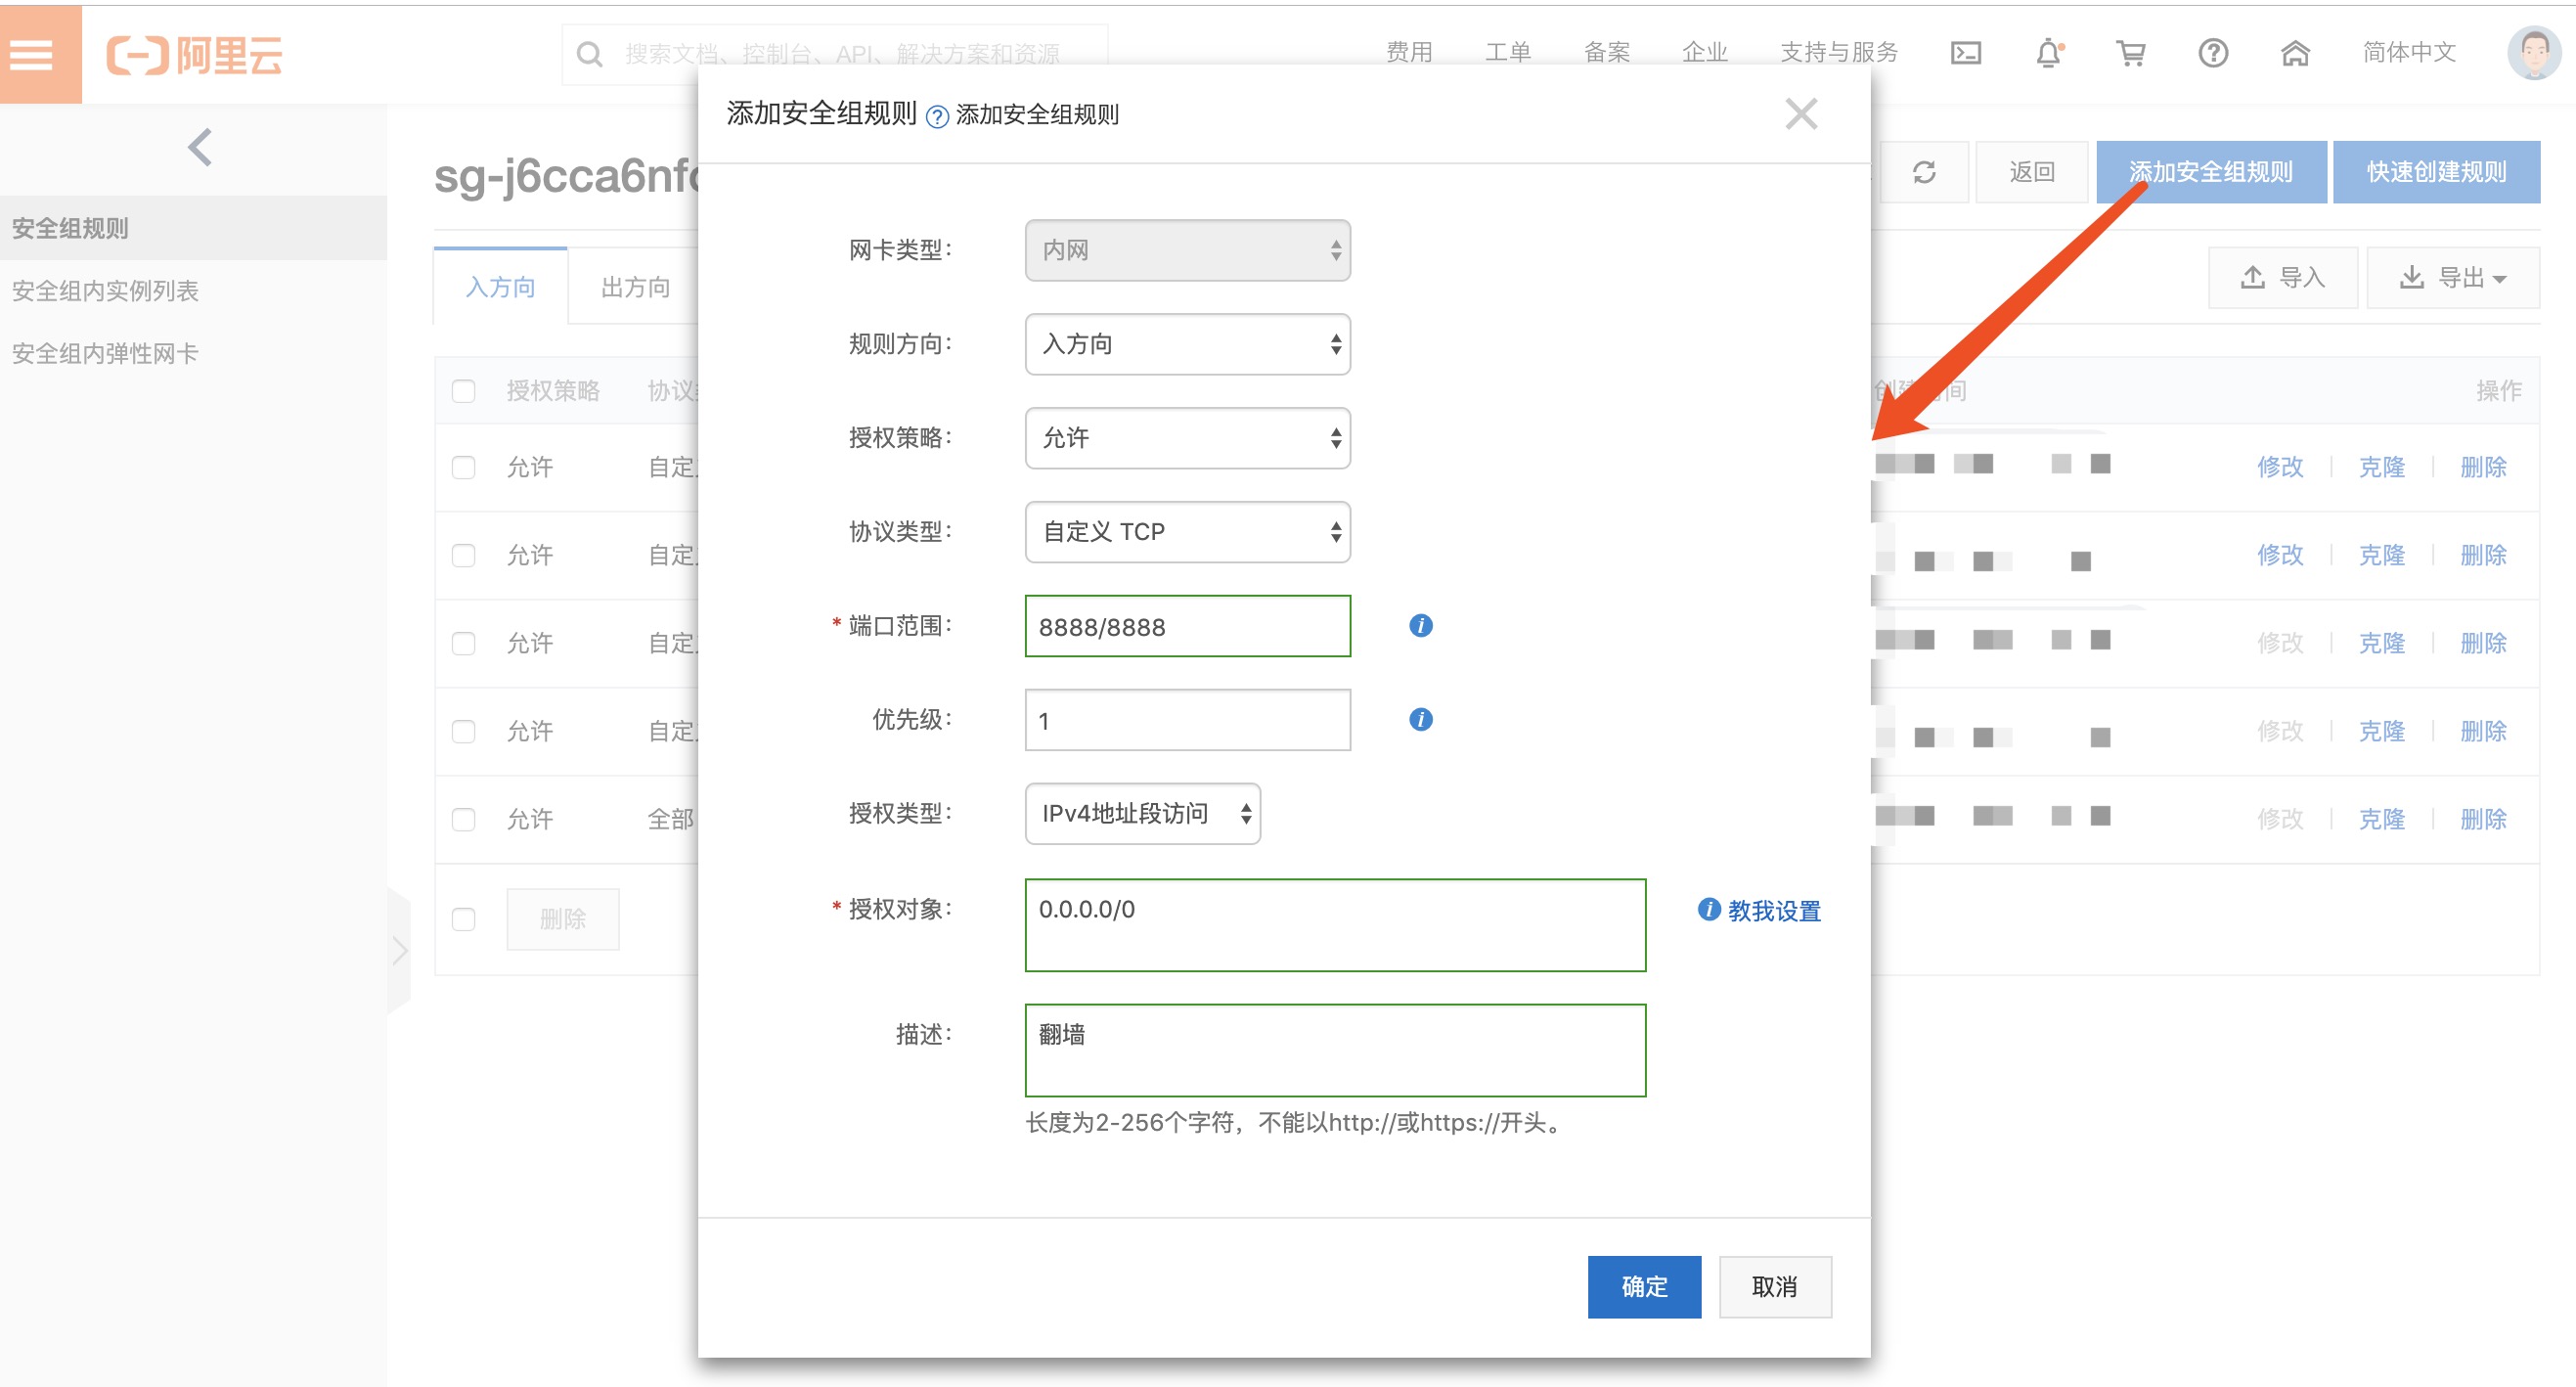 阿里云
搜索文档、控制台、API、解决方案和资源
费用 工单 备案 企业 支持与服务 简体中文
添加安全组规则 ? 添加安全组规则
sg-j6cca6nfc
返回 添加安全组规则 快速创建规则
安全组规则
安全组内实例列表
安全组内弹性网卡
入方向 出方向
导入 导出
授权策略 协议 创建 间 操作
允许 自定 修改 克隆 删除
允许 自定 修改 克隆 删除
允许 自定 修改 克隆 删除
允许 自定 修改 克隆 删除
允许 全部 修改 克隆 删除
删除
网卡类型: 内网
规则方向: 入方向
授权策略: 允许
协议类型: 自定义 TCP
* 端口范围: 8888/8888
优先级: 1
授权类型: IPv4地址段访问
* 授权对象: 0.0.0.0/0
教我设置
描述: 翻墙
长度为2-256个字符，不能以http://或https://开头。
确定 取消